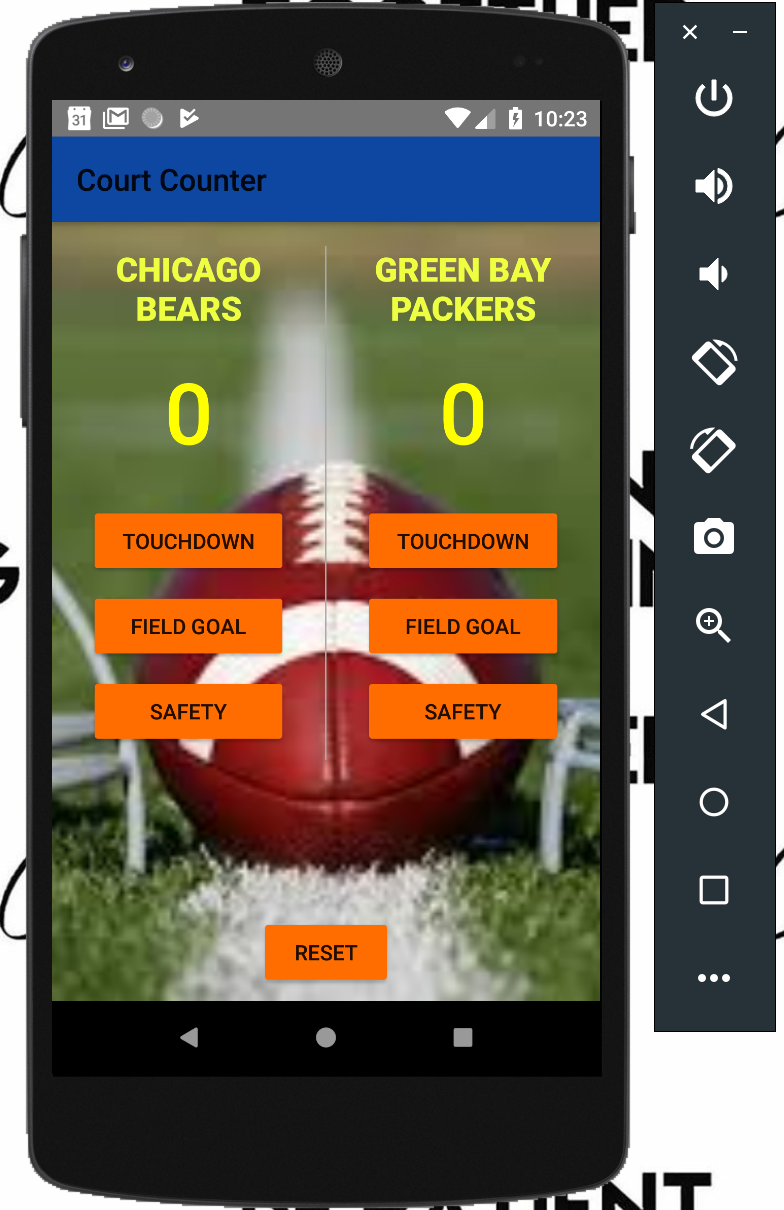 31
10:23
Court Counter
CHICAGO
BEARS
GREEN BAY
PACKERS
0
0
TOUCHDOWN
TOUCHDOWN
FIELD GOAL
FIELD GOAL
SAFETY
SAFETY
RESET